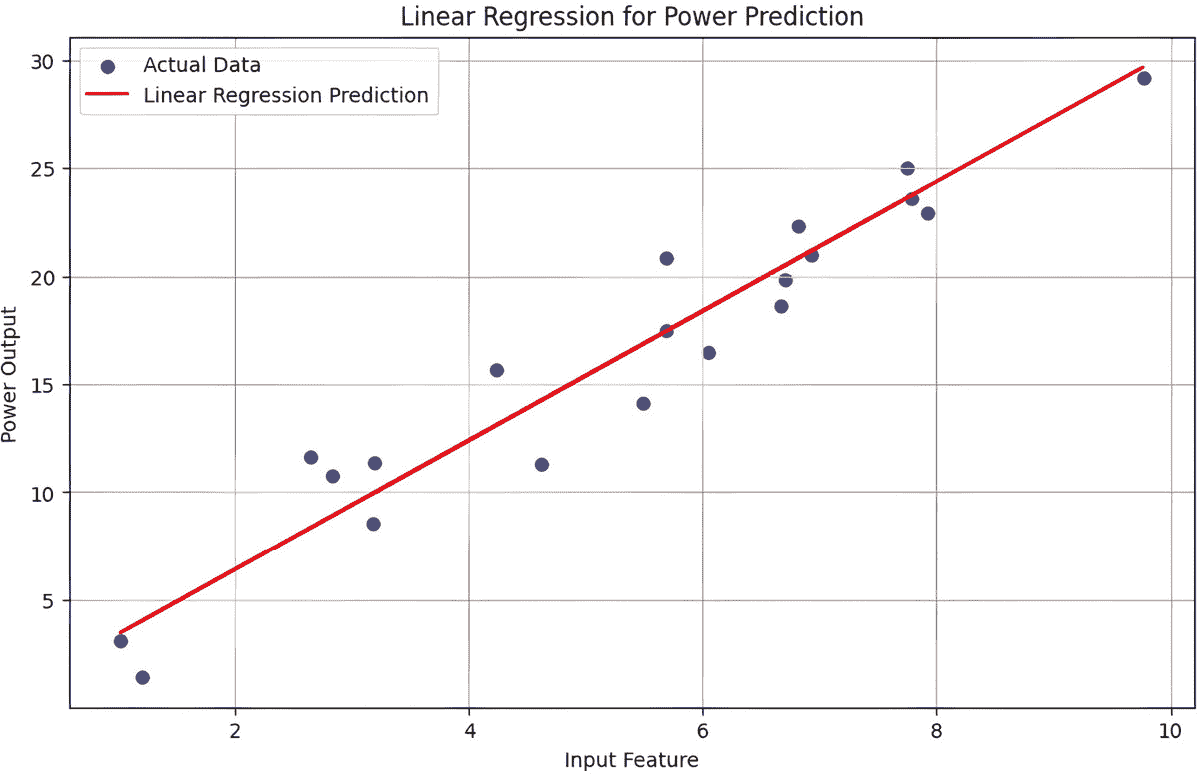 Linear Regression for Power Prediction
Actual Data
Linear Regression Prediction
30
25
20
15
10
5
Power Output
2 4 6 8 10
Input Feature